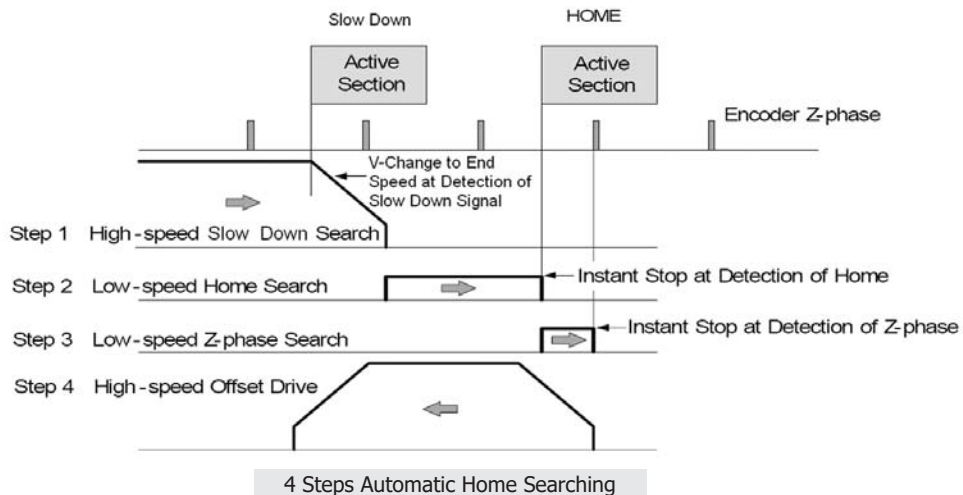 Slow Down
HOME
Active
Section
Active
Section
Encoder Z-phase
V-Change to End
Speed at Detection of
Slow Down Signal
Step 1 High-speed Slow Down Search
Instant Stop at Detection of Home
Step 2 Low-speed Home Search
Instant Stop at Detection of Z-phase
Step 3 Low-speed Z-phase Search
Step 4 High-speed Offset Drive
4 Steps Automatic Home Searching